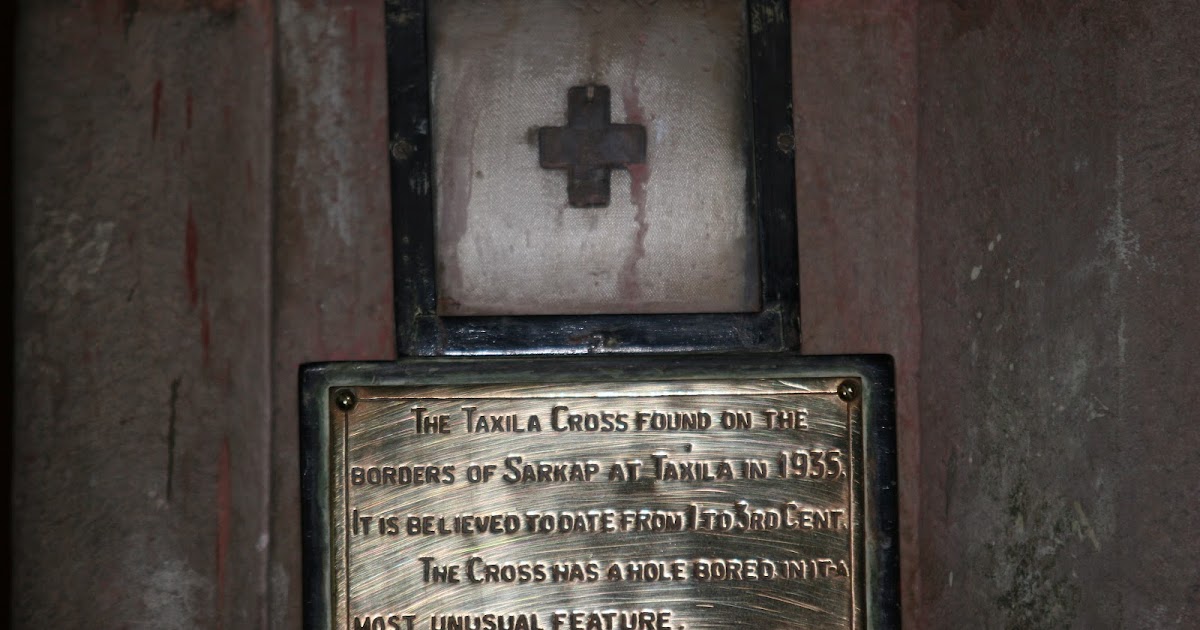 THE TAXILA CROSS FOUND ON THE
BORDERS OF SARKAP AT TAXILA IN 1935.
IT IS BELIEVED TO DATE FROM 1 TO 3RD CENT.
THE CROSS HAS A HOLE BORED IN IT-A
MOST UNUSUAL FEATURE.